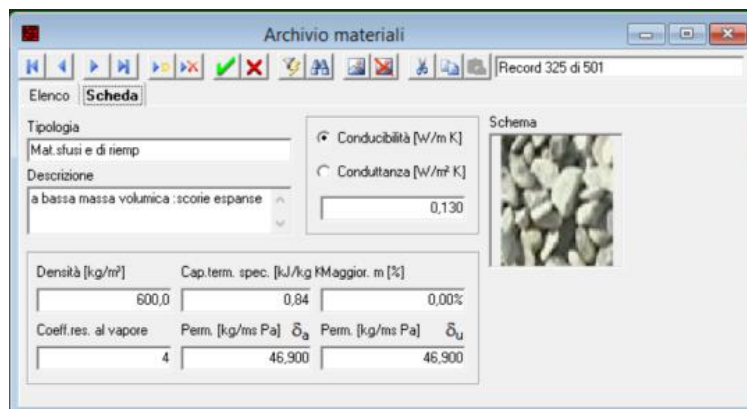 Archivio materiali
Record 325 di 501
Elenco Scheda
Tipologia
Mat.sfusi e di riemp
Descrizione
a bassa massa volumica :scorie espanse
Conducibilità [W/m K]
Conduttanza [W/m² K]
0,130
Schema
Densità [kg/m³] Cap.term. spec. [kJ/kg K Maggior. m [%]
600,0 0,84 0,00%
Coeff.res. al vapore Perm. [kg/ms Pa] δa Perm. [kg/ms Pa] δu
4 46,900 46,900